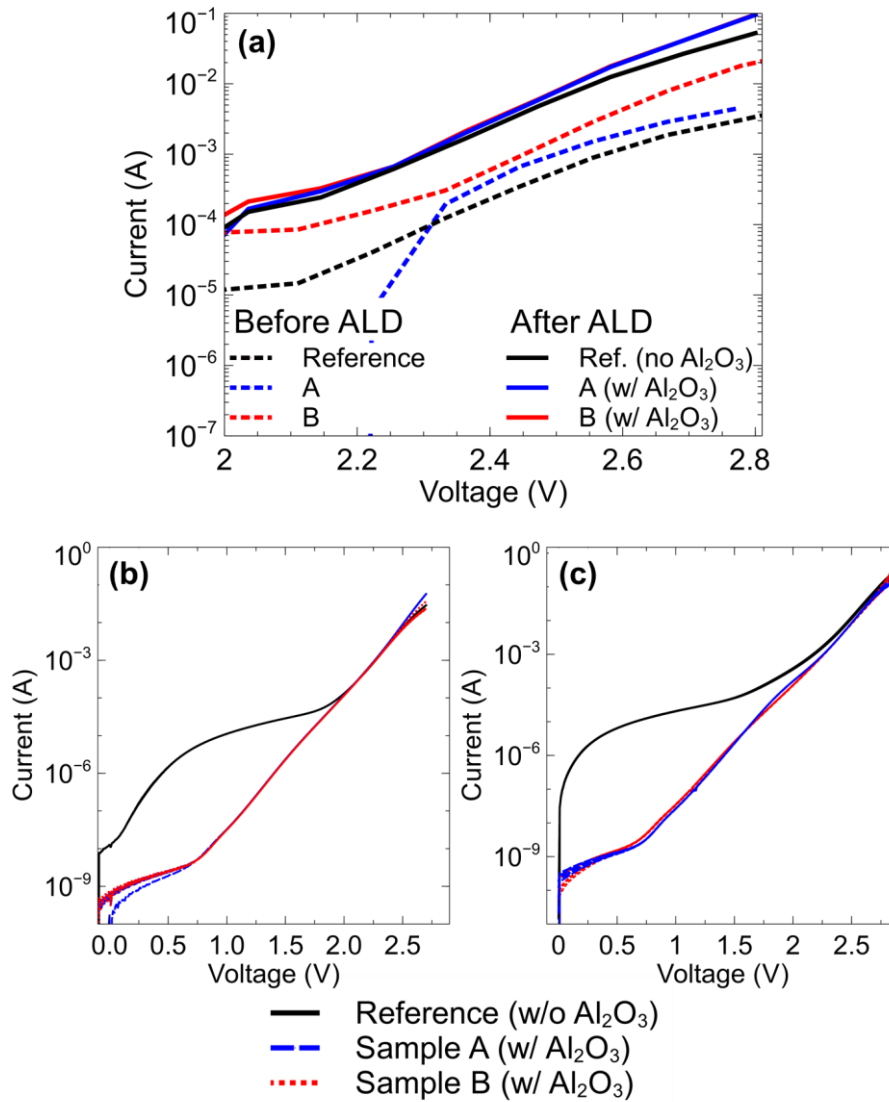 (a)
10⁻¹
10⁻²
10⁻³
10⁻⁴
10⁻⁵
10⁻⁶
10⁻⁷
Current (A)
Before ALD
Reference
A
B
After ALD
Ref. (no Al₂O₃)
A (w/ Al₂O₃)
B (w/ Al₂O₃)
2 2.2 2.4 2.6 2.8
Voltage (V)
(b)
10⁰
10⁻³
10⁻⁶
10⁻⁹
Current (A)
0.0 0.5 1.0 1.5 2.0 2.5
Voltage (V)
(c)
10⁰
10⁻³
10⁻⁶
10⁻⁹
Current (A)
0 0.5 1 1.5 2 2.5
Voltage (V)
Reference (w/o Al₂O₃)
Sample A (w/ Al₂O₃)
Sample B (w/ Al₂O₃)